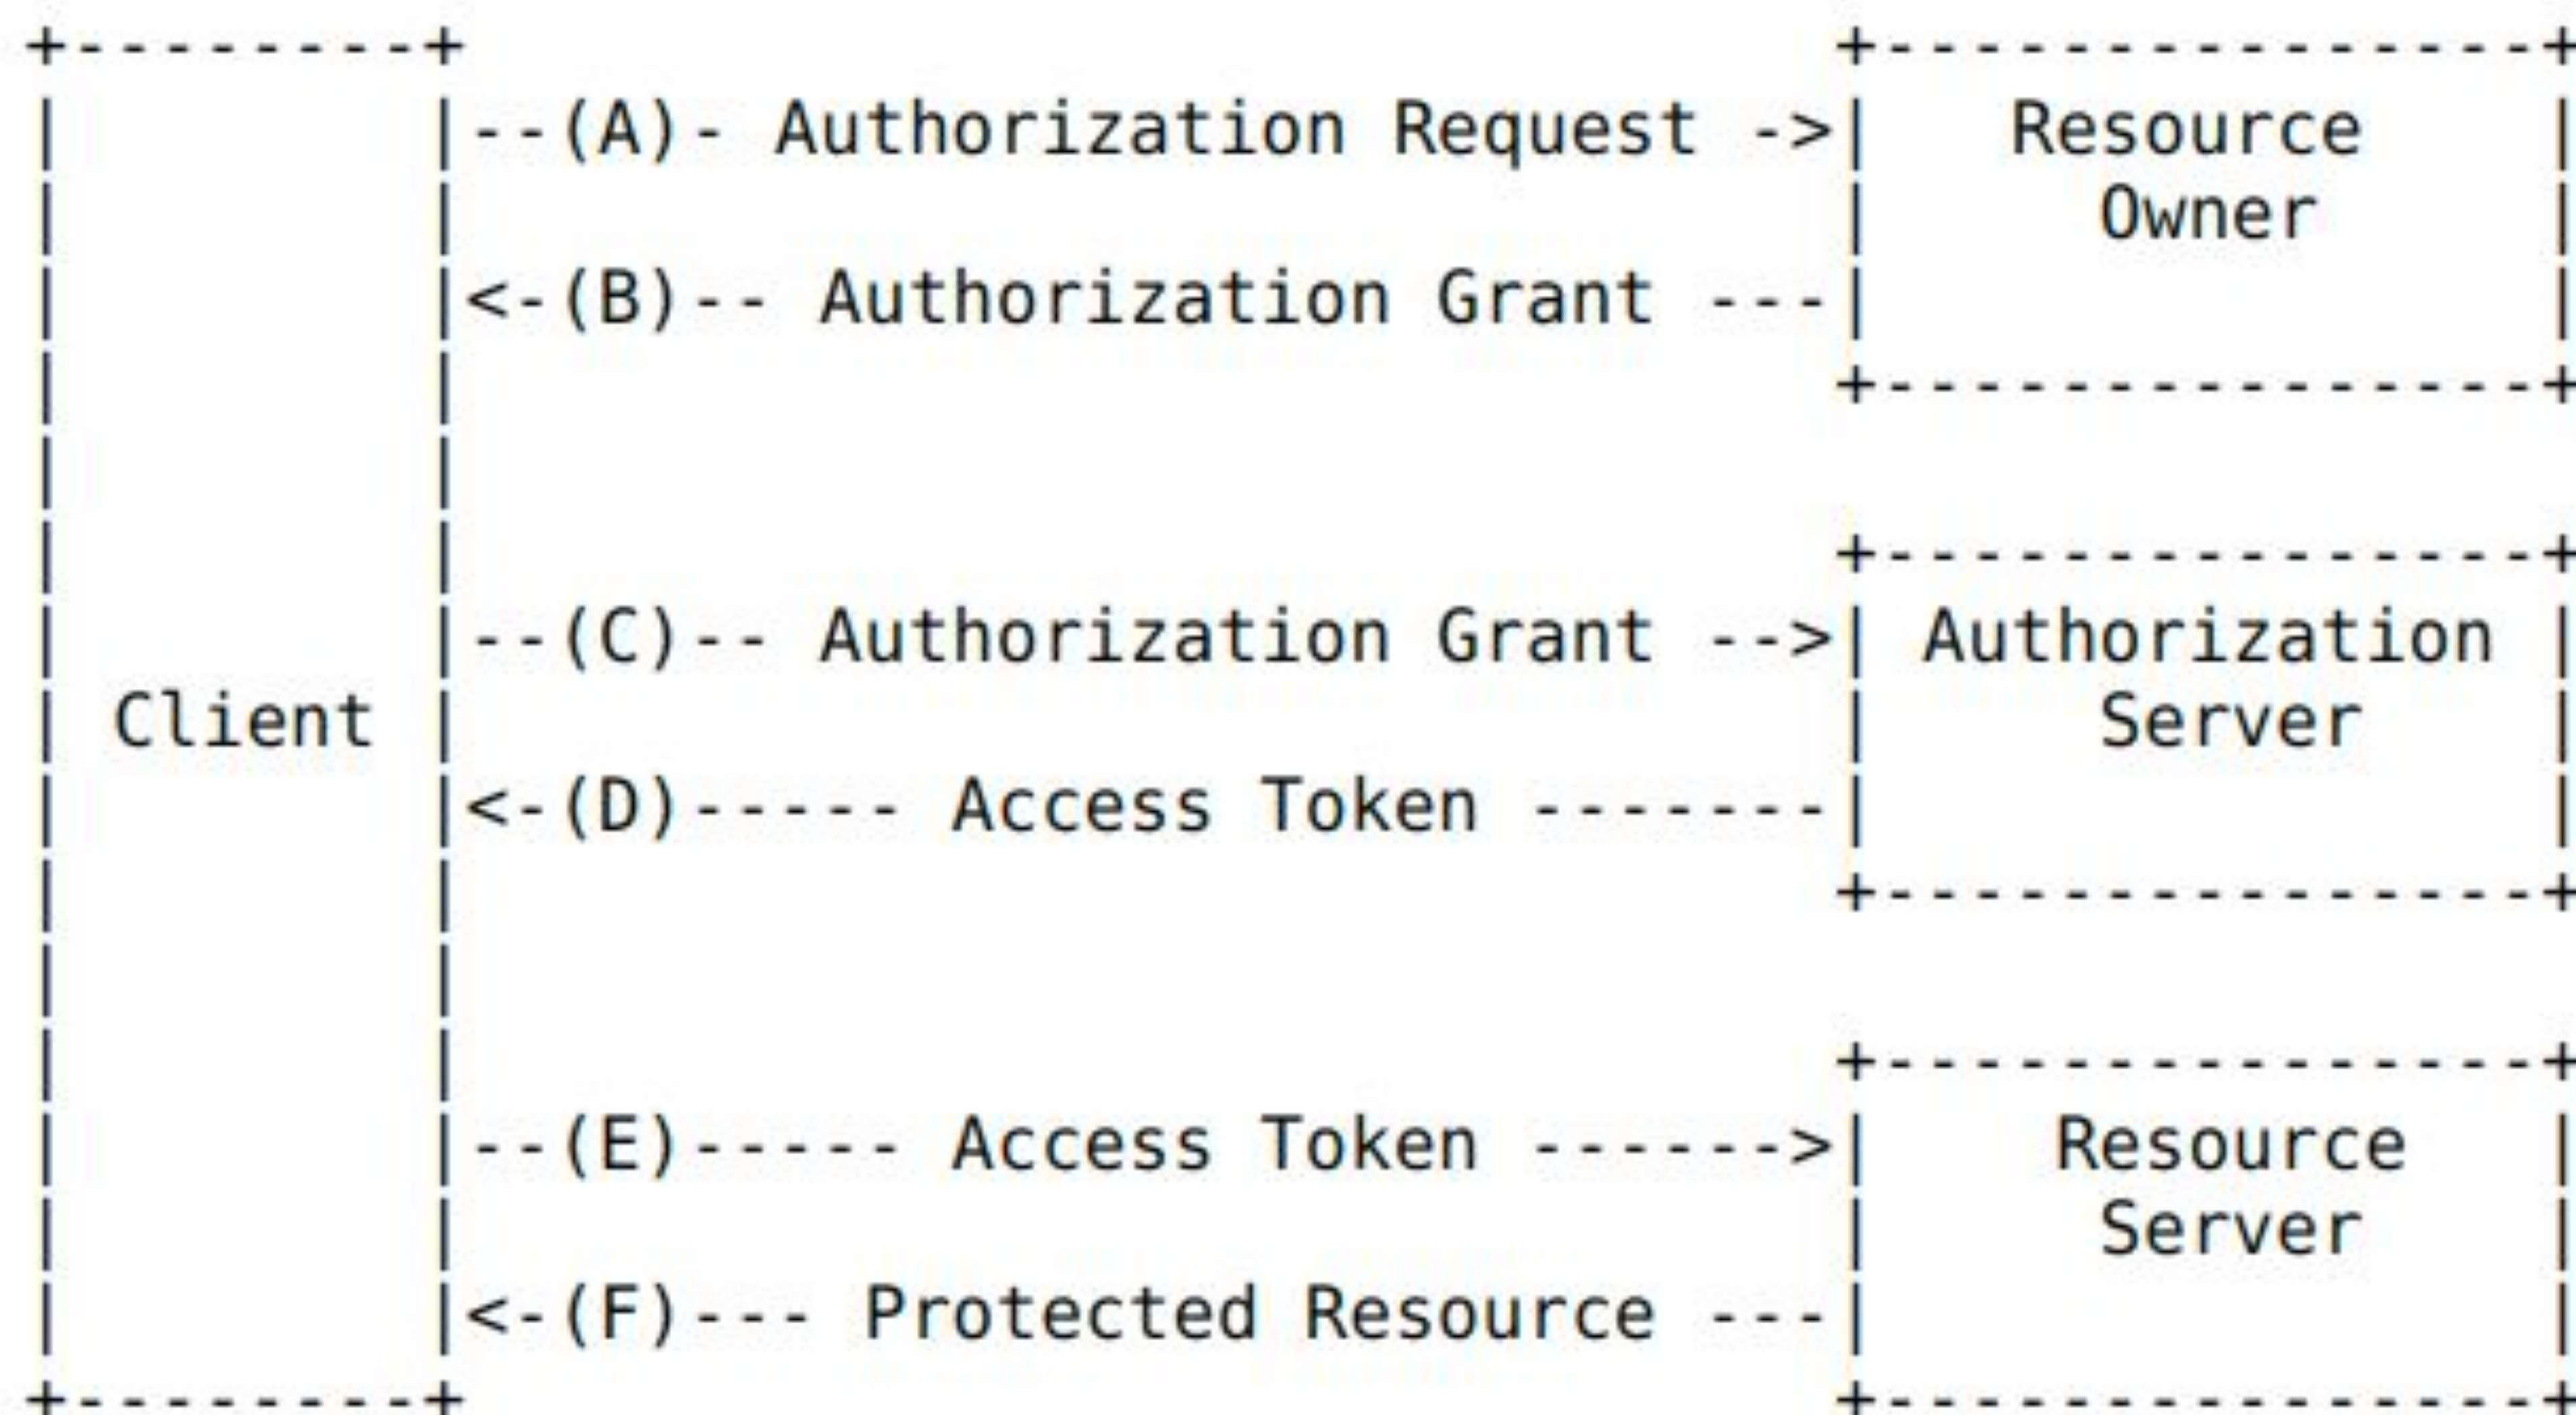 +---------+                               +----------------+
|         |--(A)- Authorization Request ->|   Resource     |
|         |                               |     Owner      |
|         |<-(B)-- Authorization Grant ---|                |
|         |                               +----------------+
|         |
|         |                               +----------------+
|         |--(C)-- Authorization Grant -->| Authorization  |
| Client  |                               |     Server     |
|         |<-(D)----- Access Token -------|                |
|         |                               +----------------+
|         |
|         |                               +----------------+
|         |--(E)----- Access Token ------>|    Resource    |
|         |                               |     Server     |
|         |<-(F)--- Protected Resource ---|                |
+---------+                               +----------------+